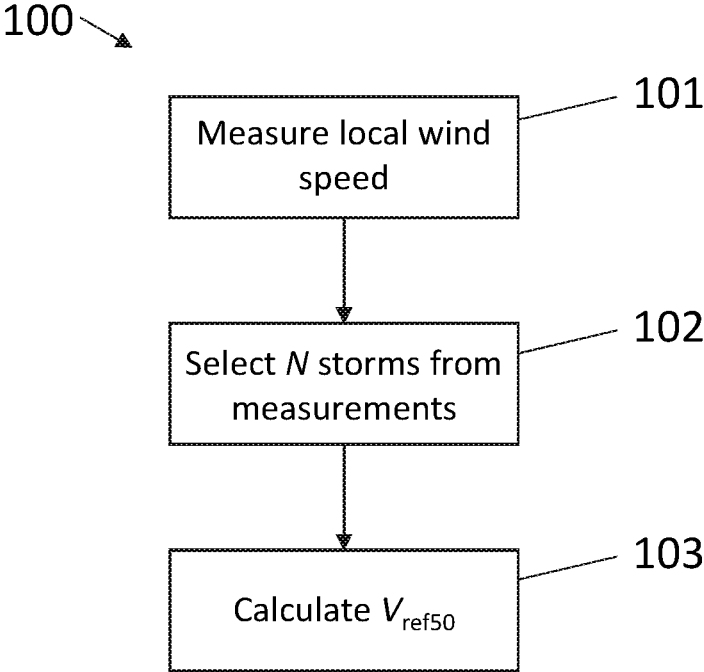 100
101
Measure local wind
speed
102
Select N storms from
measurements
103
Calculate Vref50